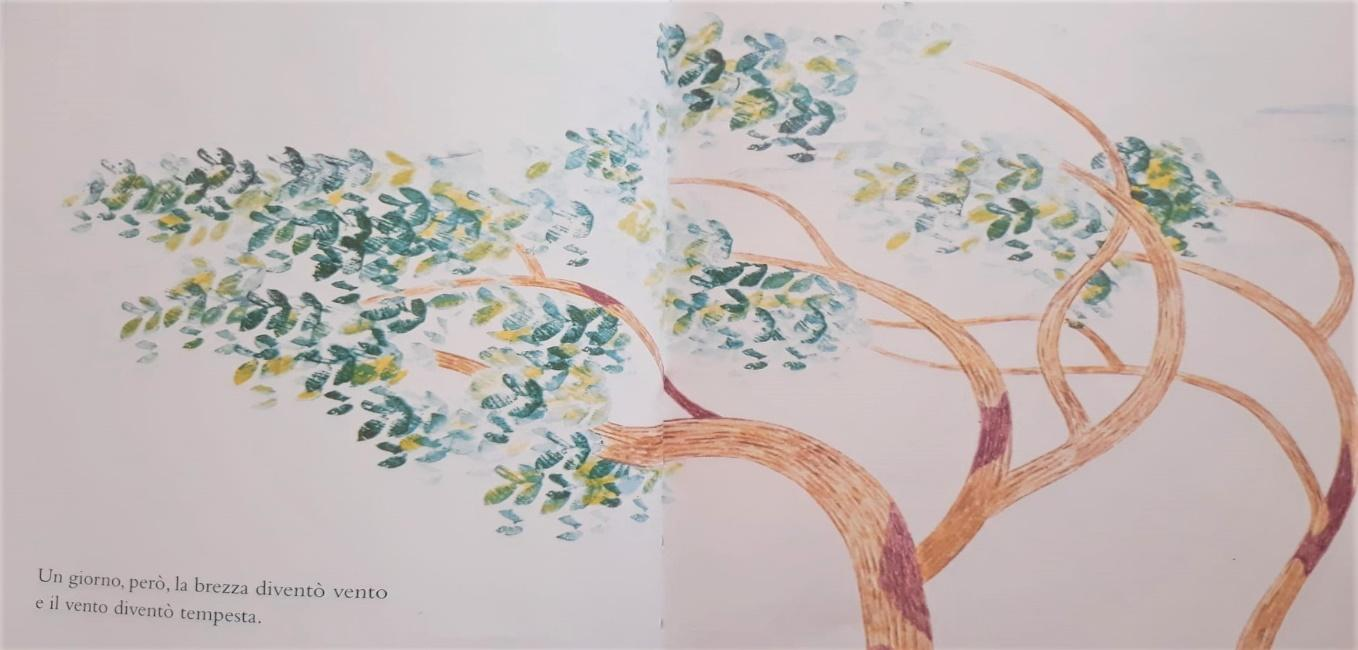 Un giorno, però, la brezza diventò vento
e il vento diventò tempesta.